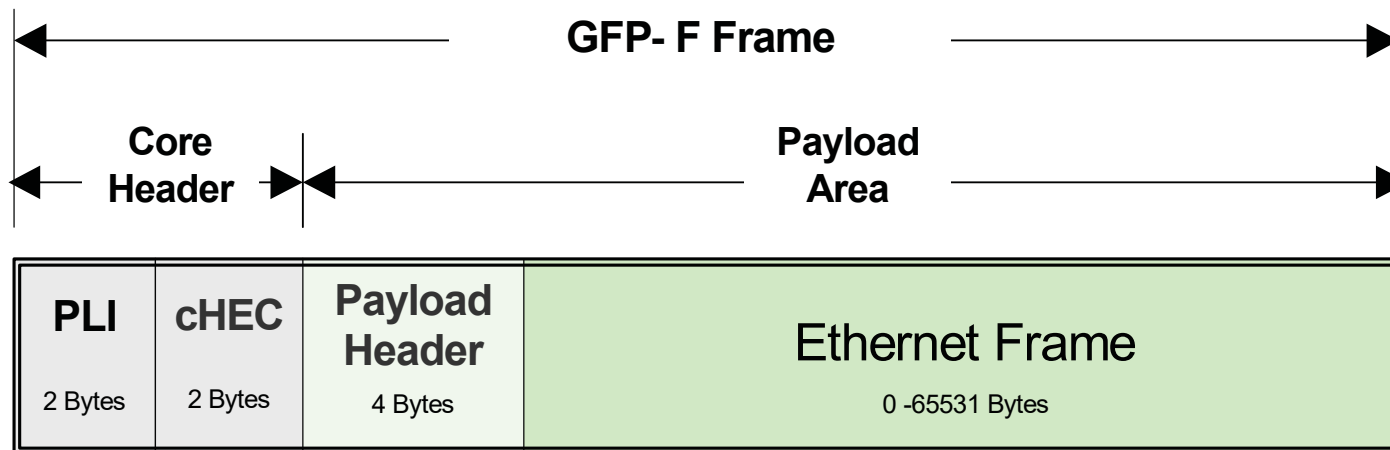 GFP- F Frame
Core
Header
Payload
Area
PLI
2 Bytes
cHEC
2 Bytes
Payload
Header
4 Bytes
Ethernet Frame
0 -65531 Bytes